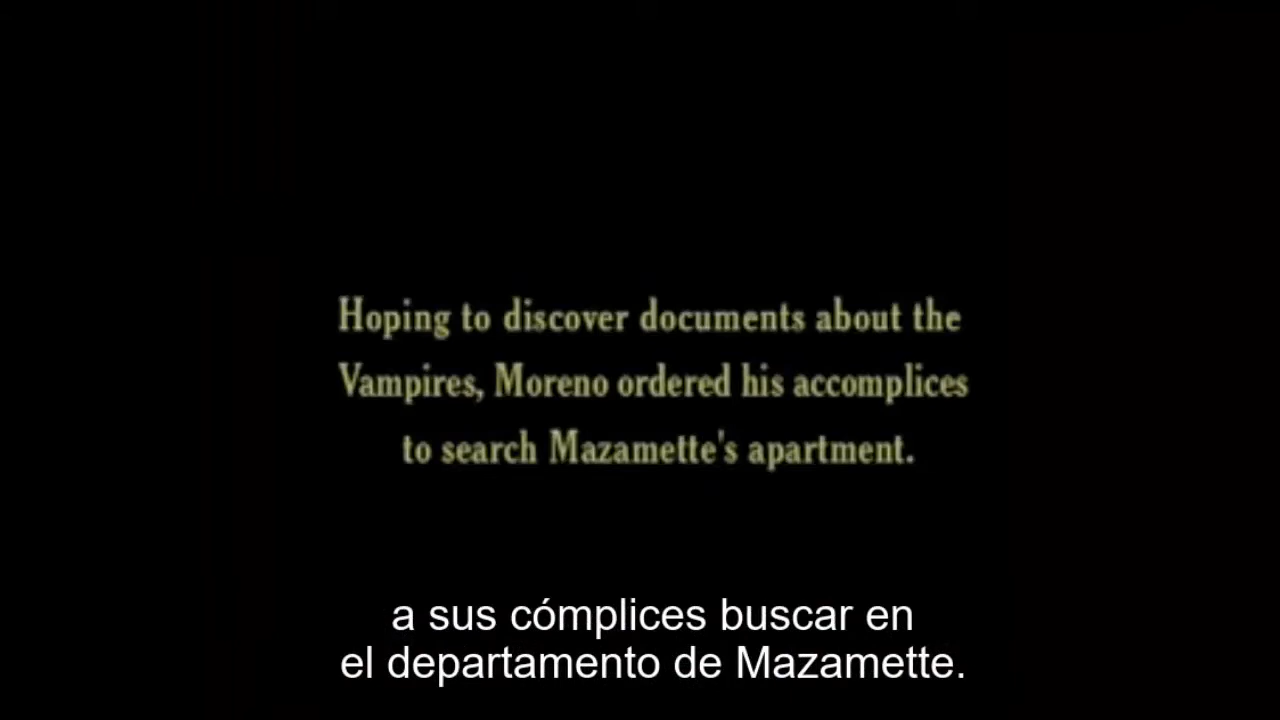 Hoping to discover documents about the
Vampires, Moreno ordered his accomplices
to search Mazamette's apartment.
a sus cómplices buscar en
el departamento de Mazamette.